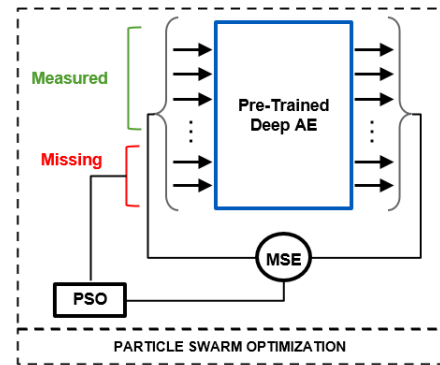 Measured
Missing
Pre-Trained
Deep AE
MSE
PSO
PARTICLE SWARM OPTIMIZATION